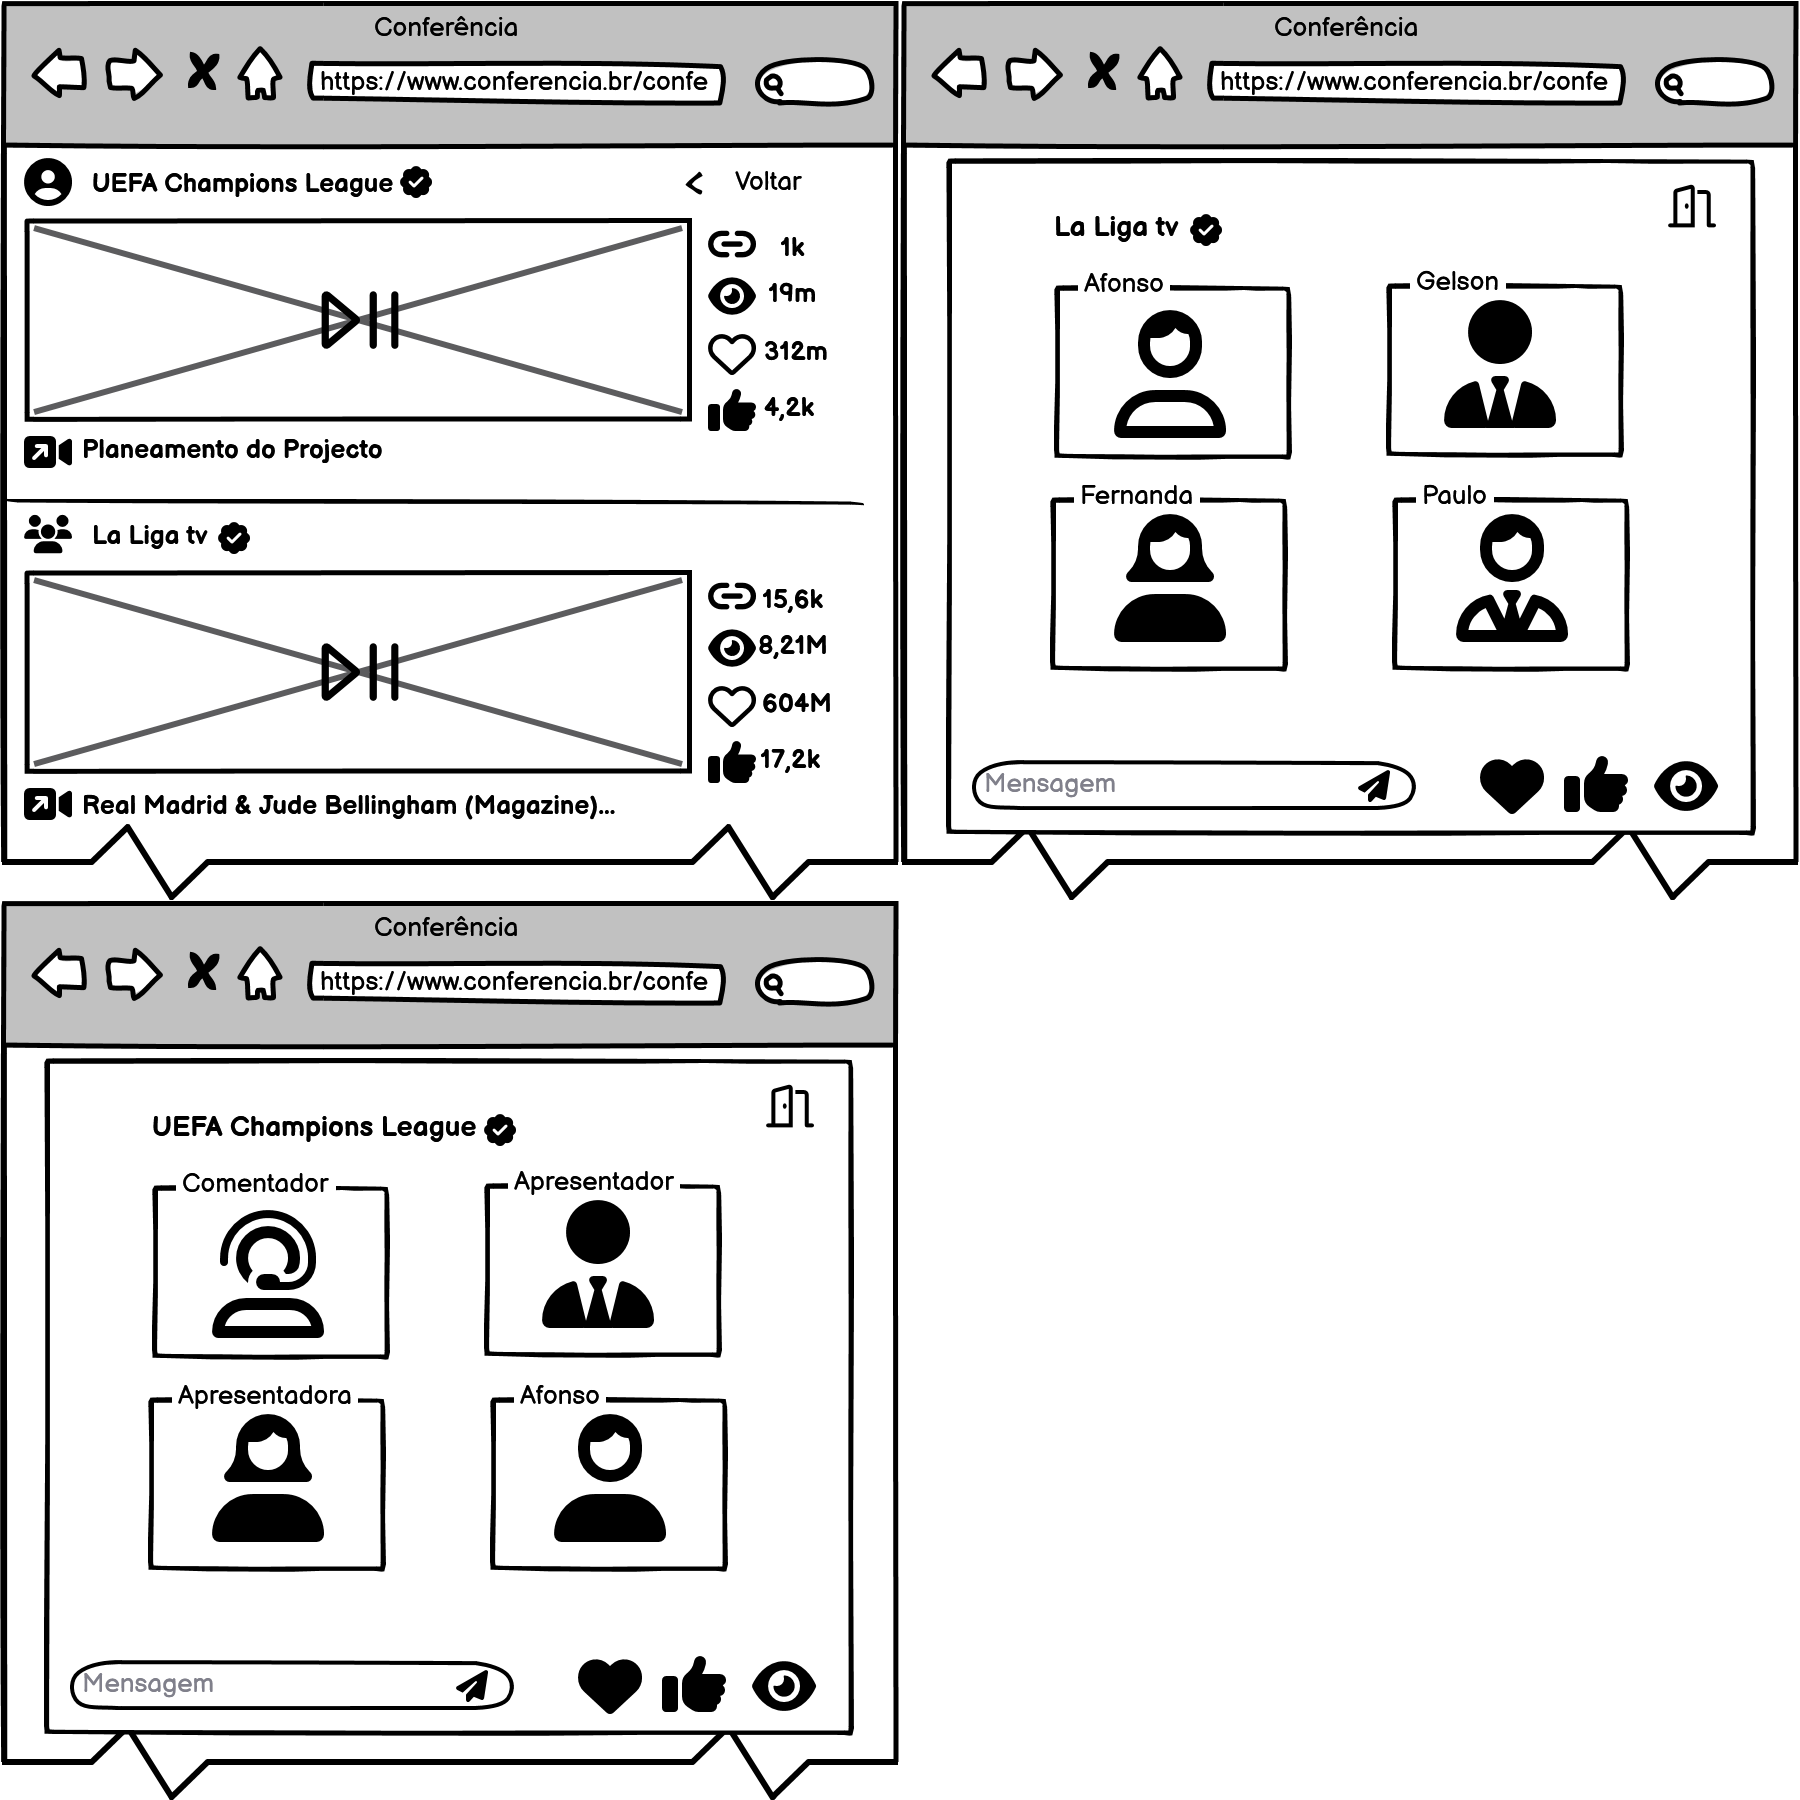 Conferência
https://www.conferencia.br/confe
UEFA Champions League
Voltar
1k
19m
312m
4,2k
Planeamento do Projecto
La Liga tv
15,6k
8,21M
604M
17,2k
Real Madrid & Jude Bellingham (Magazine)...
Conferência
https://www.conferencia.br/confe
La Liga tv
Afonso
Gelson
Fernanda
Paulo
Mensagem
Conferência
https://www.conferencia.br/confe
UEFA Champions League
Comentador
Apresentador
Apresentadora
Afonso
Mensagem